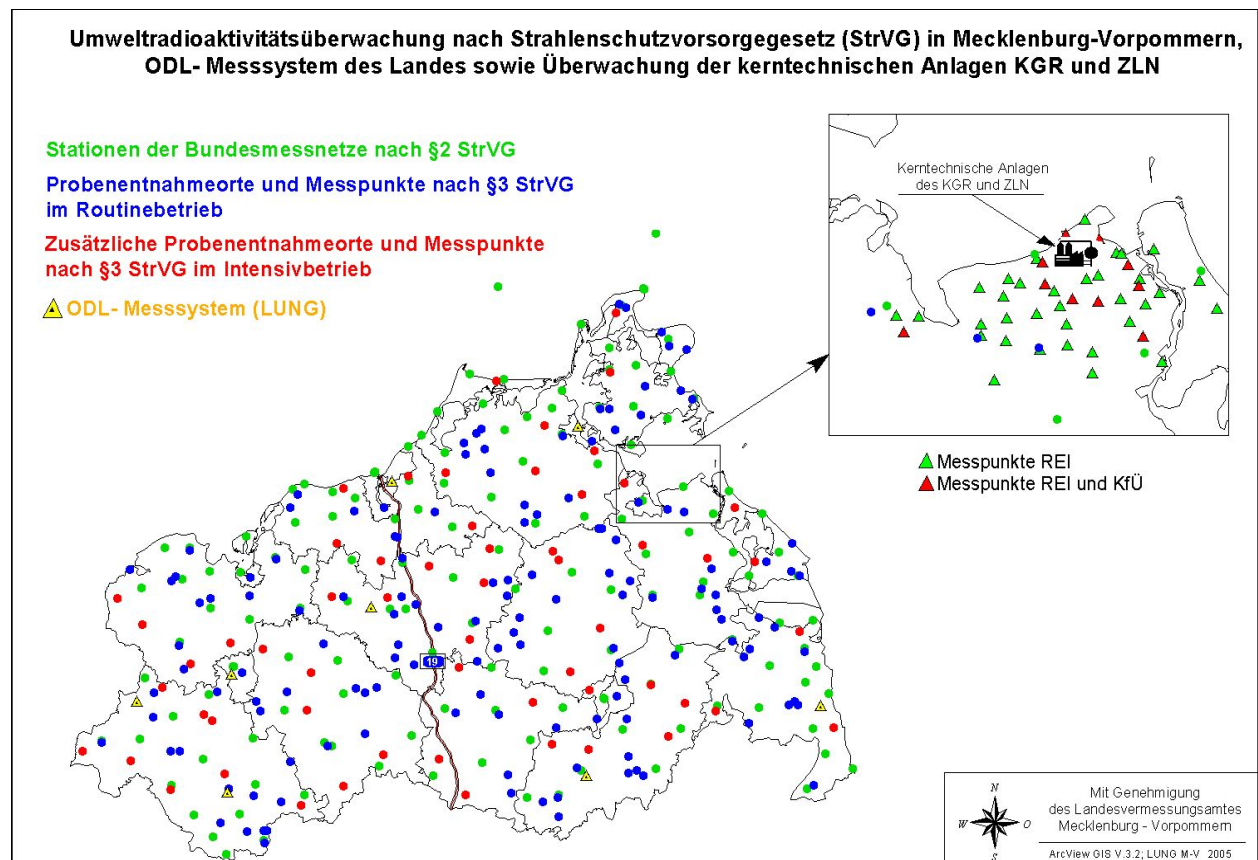 Umweltradioaktivitätsüberwachung nach Strahlenschutzvorsorgegesetz (StrVG) in Mecklenburg-Vorpommern,
ODL- Messsystem des Landes sowie Überwachung der kerntechnischen Anlagen KGR und ZLN
Stationen der Bundesmessnetze nach §2 StrVG
Probenentnahmeorte und Messpunkte nach §3 StrVG
im Routinebetrieb
Zusätzliche Probenentnahmeorte und Messpunkte
nach §3 StrVG im Intensivbetrieb
ODL- Messsystem (LUNG)
Kerntechnische Anlagen
des KGR und ZLN
Messpunkte REI
Messpunkte REI und KfÜ
19
N
W
O
S
Mit Genehmigung
des Landesvermessungsamtes
Mecklenburg - Vorpommern
ArcView GIS V.3.2; LUNG M-V 2005